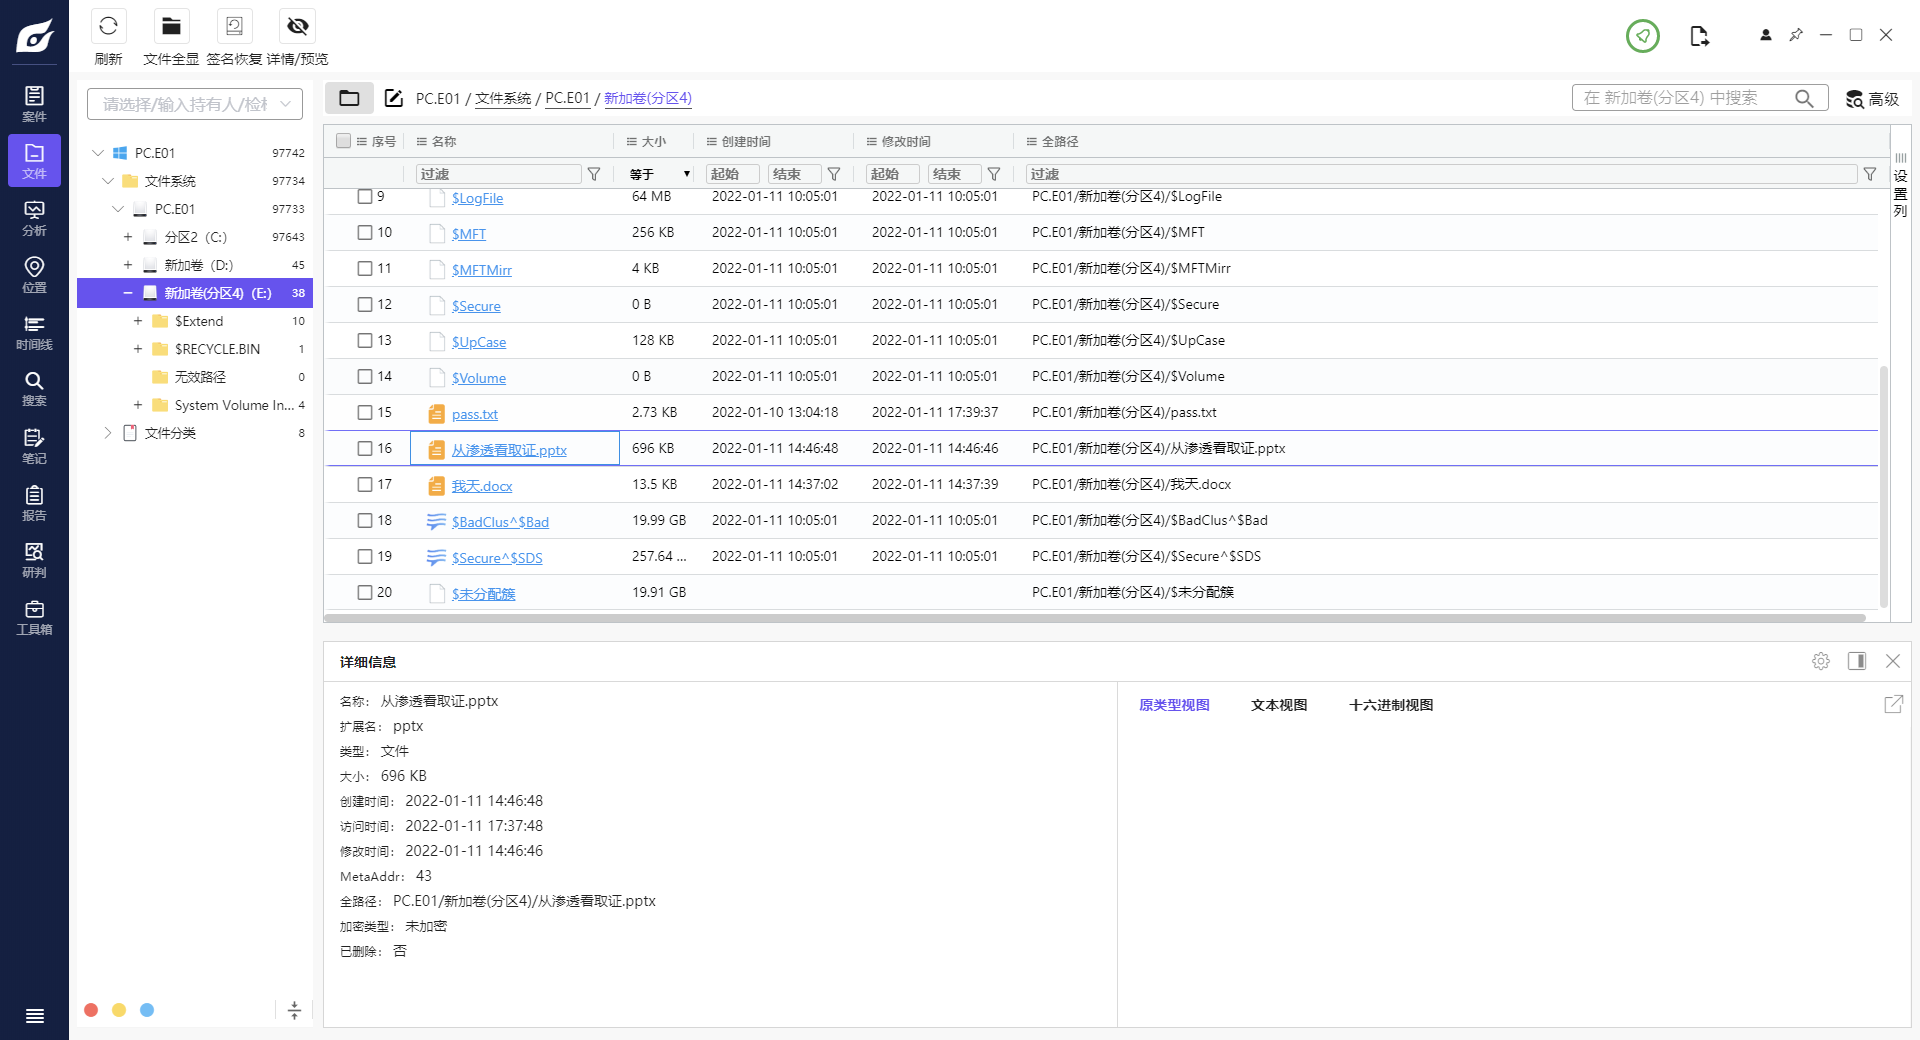 刷新
文件全显
签名恢复
详情/预览
案件
文件
分析
位置
时间线
搜索
笔记
报告
研判
工具箱
请选择/输入持有人/检
PC.E01 97742
文件系统 97734
PC.E01 97733
分区2（C:） 97643
新加卷（D:） 45
新加卷(分区4)（E:） 38
$Extend 10
$RECYCLE.BIN 1
无效路径 0
System Volume In... 4
文件分类 8
PC.E01 / 文件系统 / PC.E01 / 新加卷(分区4)
在 新加卷(分区4) 中搜索
高级
序号 名称 大小 创建时间 修改时间 全路径
过滤 等于 起始 结束 起始 结束 过滤
设置列
9 $LogFile 64 MB 2022-01-11 10:05:01 2022-01-11 10:05:01 PC.E01/新加卷(分区4)/$LogFile
10 $MFT 256 KB 2022-01-11 10:05:01 2022-01-11 10:05:01 PC.E01/新加卷(分区4)/$MFT
11 $MFTMirr 4 KB 2022-01-11 10:05:01 2022-01-11 10:05:01 PC.E01/新加卷(分区4)/$MFTMirr
12 $Secure 0 B 2022-01-11 10:05:01 2022-01-11 10:05:01 PC.E01/新加卷(分区4)/$Secure
13 $UpCase 128 KB 2022-01-11 10:05:01 2022-01-11 10:05:01 PC.E01/新加卷(分区4)/$UpCase
14 $Volume 0 B 2022-01-11 10:05:01 2022-01-11 10:05:01 PC.E01/新加卷(分区4)/$Volume
15 pass.txt 2.73 KB 2022-01-10 13:04:18 2022-01-11 17:39:37 PC.E01/新加卷(分区4)/pass.txt
16 从渗透看取证.pptx 696 KB 2022-01-11 14:46:48 2022-01-11 14:46:46 PC.E01/新加卷(分区4)/从渗透看取证.pptx
17 我天.docx 13.5 KB 2022-01-11 14:37:02 2022-01-11 14:37:39 PC.E01/新加卷(分区4)/我天.docx
18 $BadClus^$Bad 19.99 GB 2022-01-11 10:05:01 2022-01-11 10:05:01 PC.E01/新加卷(分区4)/$BadClus^$Bad
19 $Secure^$SDS 257.64 ... 2022-01-11 10:05:01 2022-01-11 10:05:01 PC.E01/新加卷(分区4)/$Secure^$SDS
20 $未分配簇 19.91 GB PC.E01/新加卷(分区4)/$未分配簇
详细信息
名称： 从渗透看取证.pptx
扩展名： pptx
类型： 文件
大小： 696 KB
创建时间： 2022-01-11 14:46:48
访问时间： 2022-01-11 17:37:48
修改时间： 2022-01-11 14:46:46
MetaAddr： 43
全路径： PC.E01/新加卷(分区4)/从渗透看取证.pptx
加密类型： 未加密
已删除： 否
原类型视图 文本视图 十六进制视图